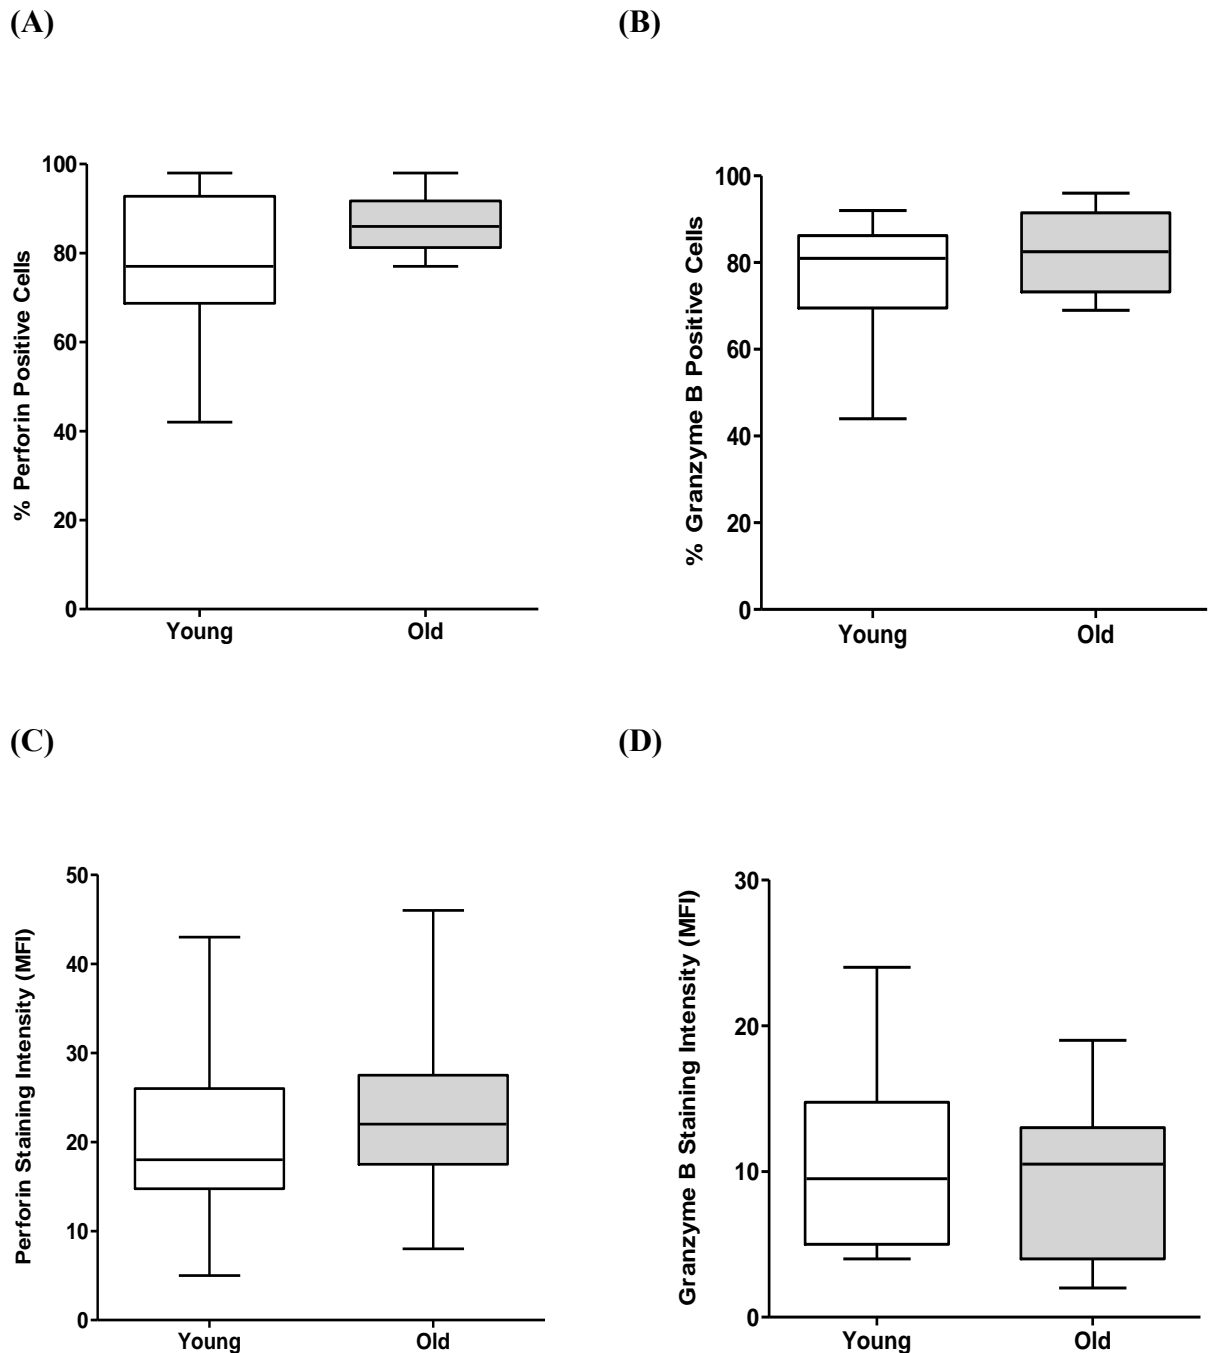 (A)
% Perforin Positive Cells
100
80
60
40
20
0
Young Old
(B)
% Granzyme B Positive Cells
100
80
60
40
20
0
Young Old
(C)
Perforin Staining Intensity (MFI)
50
40
30
20
10
0
Young Old
(D)
Granzyme B Staining Intensity (MFI)
30
20
10
0
Young Old